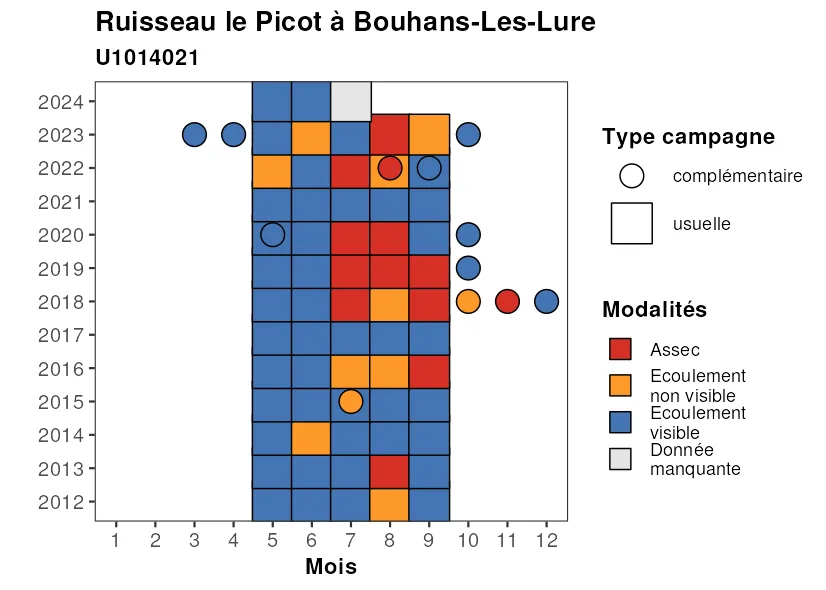 Ruisseau le Picot à Bouhans-Les-Lure
U1014021
2024
2023
2022
2021
2020
2019
2018
2017
2016
2015
2014
2013
2012
1 2 3 4 5 6 7 8 9 10 11 12
Mois
Type campagne
complémentaire
usuelle
Modalités
Assec
Ecoulement
non visible
Ecoulement
visible
Donnée
manquante